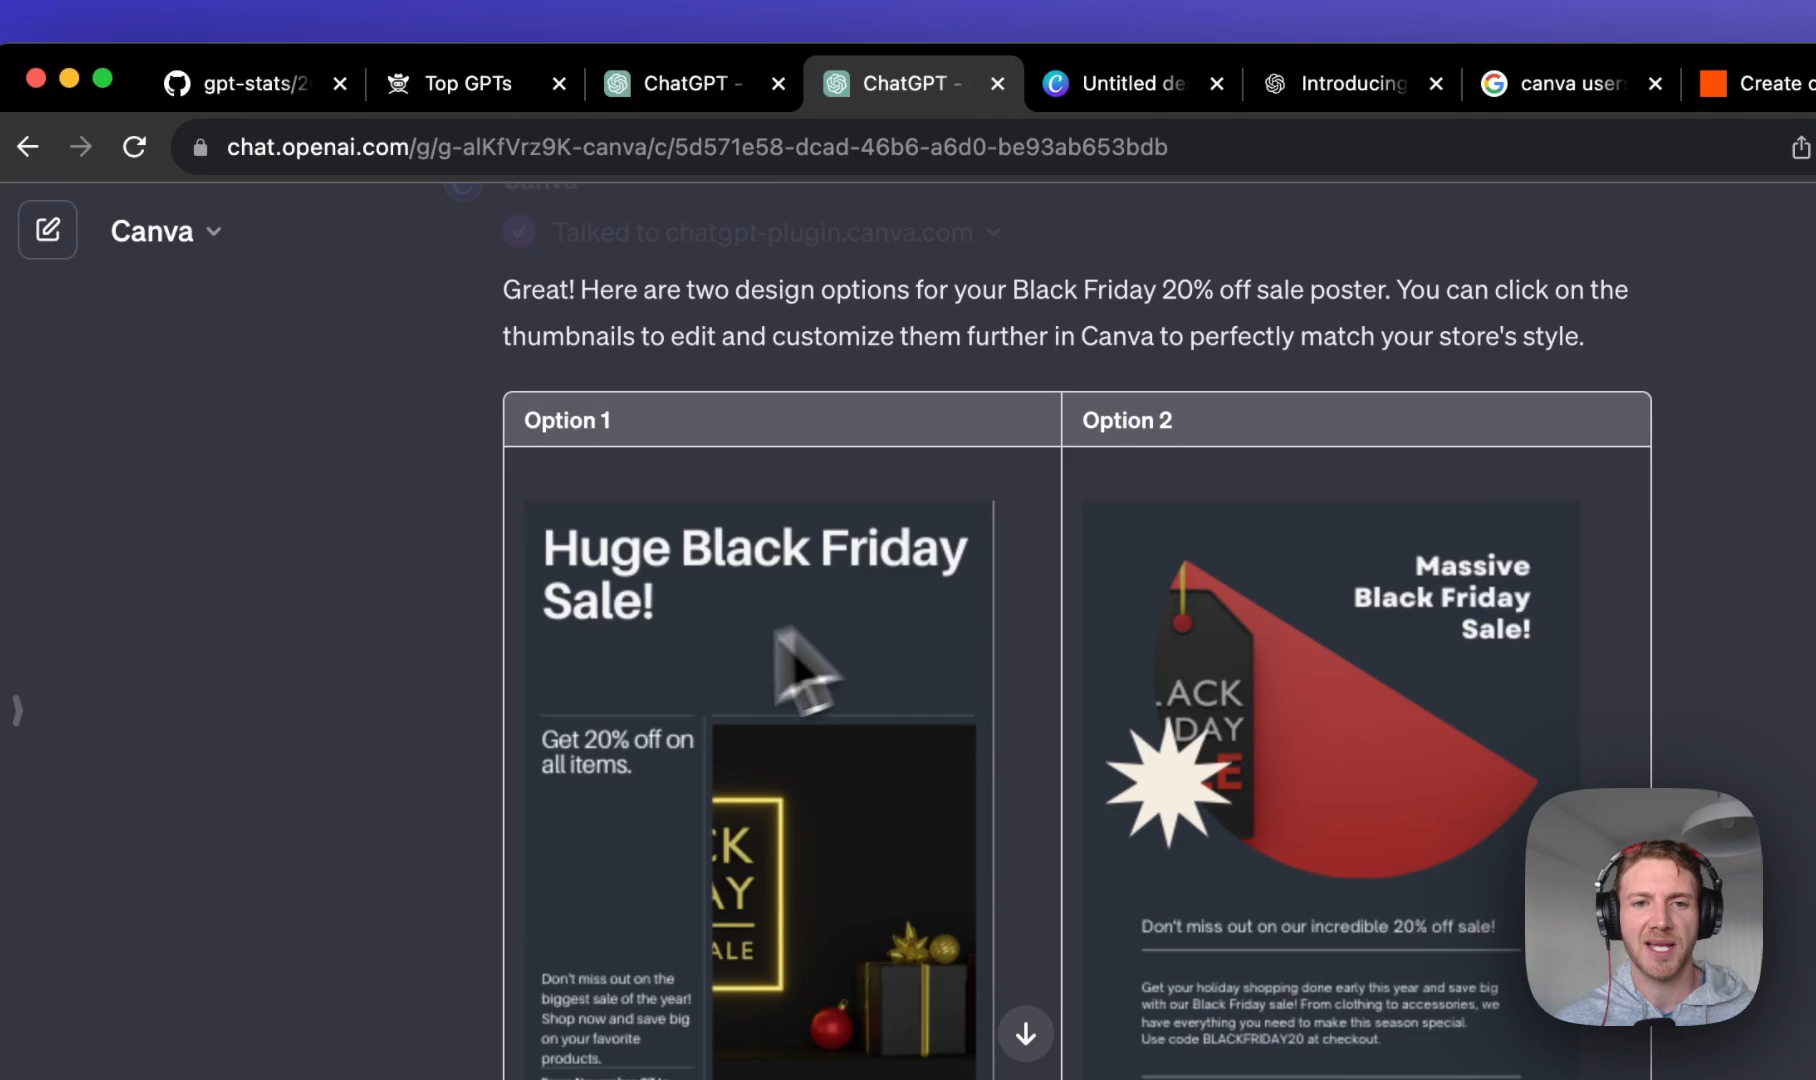 gpt-stats/2
Top GPTs
ChatGPT -
ChatGPT -
Untitled de
Introducing
canva user
Create
chat.openai.com/g/g-alKfVrz9K-canva/c/5d571e58-dcad-46b6-a6d0-be93ab653bdb
Canva
Canva
Talked to chatgpt-plugin.canva.com
Great! Here are two design options for your Black Friday 20% off sale poster. You can click on the
thumbnails to edit and customize them further in Canva to perfectly match your store's style.
Option 1
Option 2
Huge Black Friday
Sale!
Get 20% off on
all items.
CK
AY
ALE
Don't miss out on the
biggest sale of the year!
Shop now and save big
on your favorite
products.
Massive
Black Friday
Sale!
LACK
IDAY
E
Don't miss out on our incredible 20% off sale!
Get your holiday shopping done early this year and save big
with our Black Friday sale! From clothing to accessories, we
have everything you need to make this season special.
Use code BLACKFRIDAY20 at checkout.